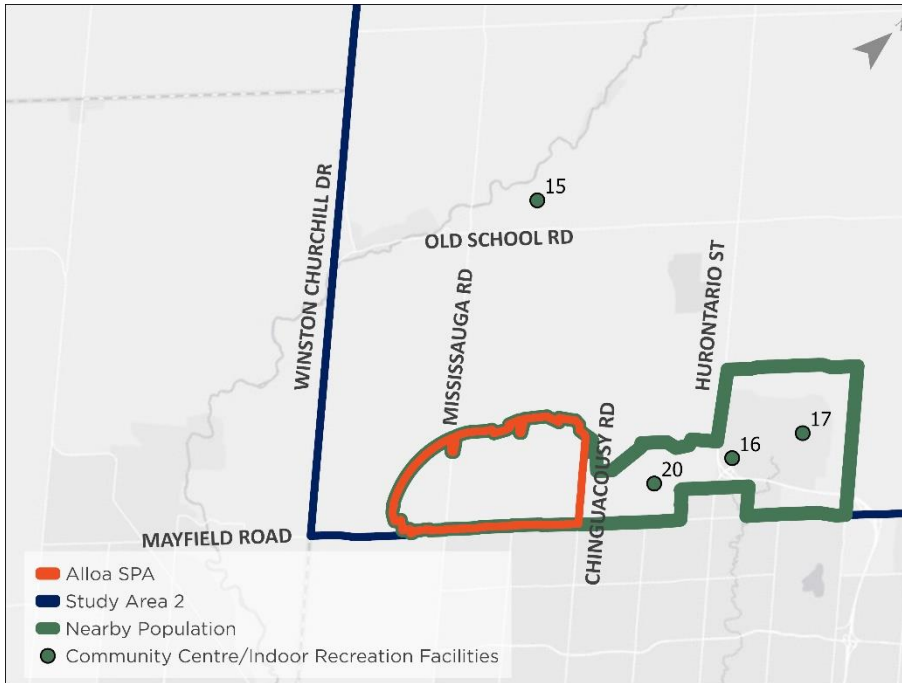 15
OLD SCHOOL RD
WINSTON CHURCHILL DR
MISSISSAUGA RD
HURONTARIO ST
17
16
20
CHINGUACOUSY RD
MAYFIELD ROAD
Alloa SPA
Study Area 2
Nearby Population
Community Centre/Indoor Recreation Facilities